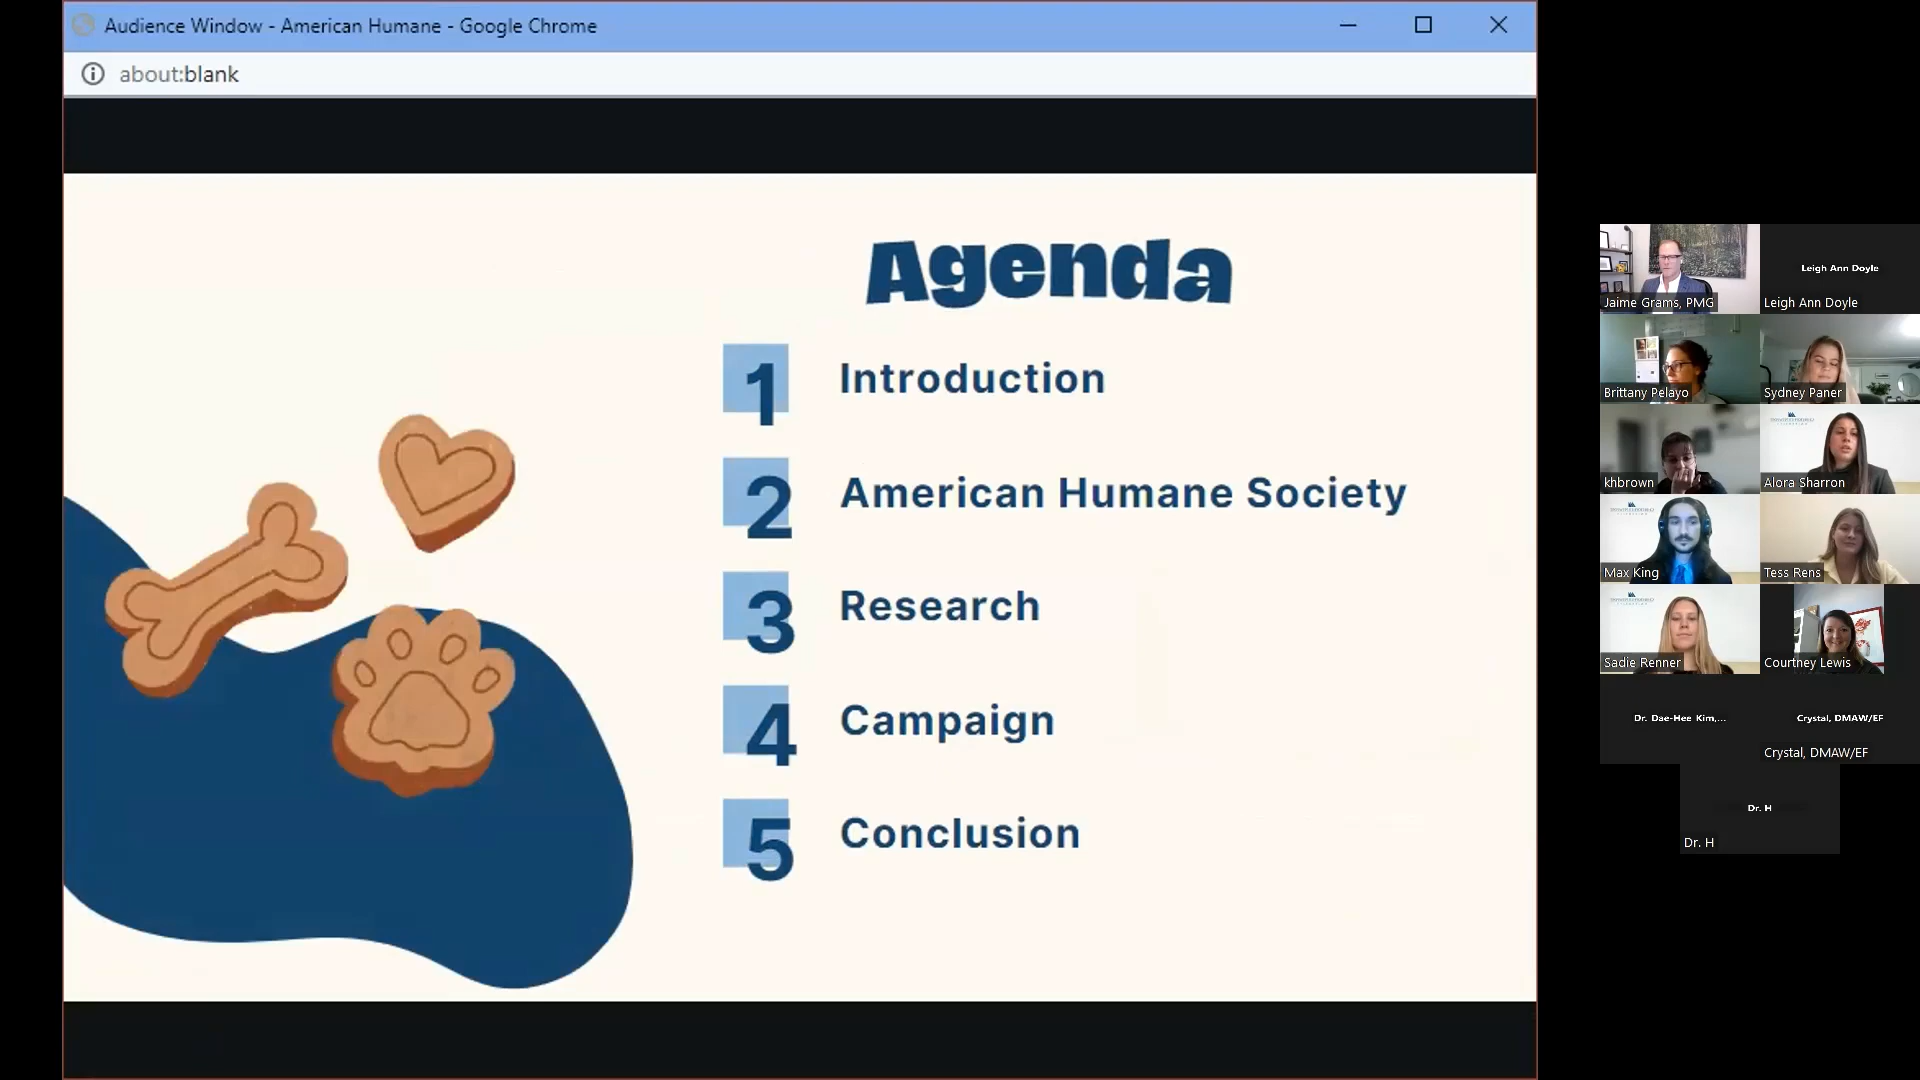 Audience Window - American Humane - Google Chrome
about:blank
Agenda
1 Introduction
2 American Humane Society
3 Research
4 Campaign
5 Conclusion
Jaime Grams, PMG
Leigh Ann Doyle
Leigh Ann Doyle
Brittany Pelayo
Sydney Paner
khbrown
Alora Sharron
Max King
Tess Rens
Sadie Renner
Courtney Lewis
Dr. Dae-Hee Kim,...
Crystal, DMAW/EF
Crystal, DMAW/EF
Dr. H
Dr. H